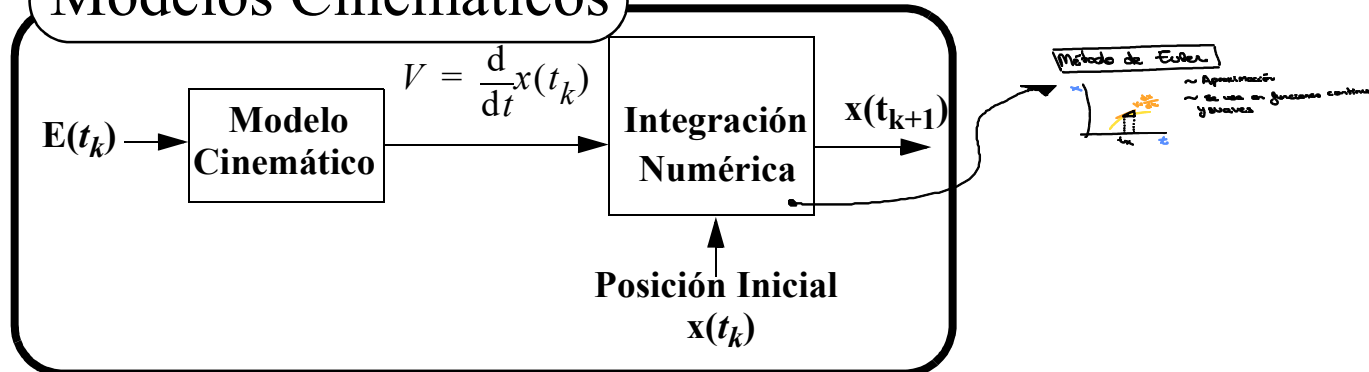 Modelos Cinemáticos
E(t_k)
Modelo
Cinemático
V = d/dt x(t_k)
Integración
Numérica
x(t_{k+1})
Posición Inicial
x(t_k)
Método de Euler
~ Aproximación
~ se usa en funciones continuas
y suaves
x
t_k
t